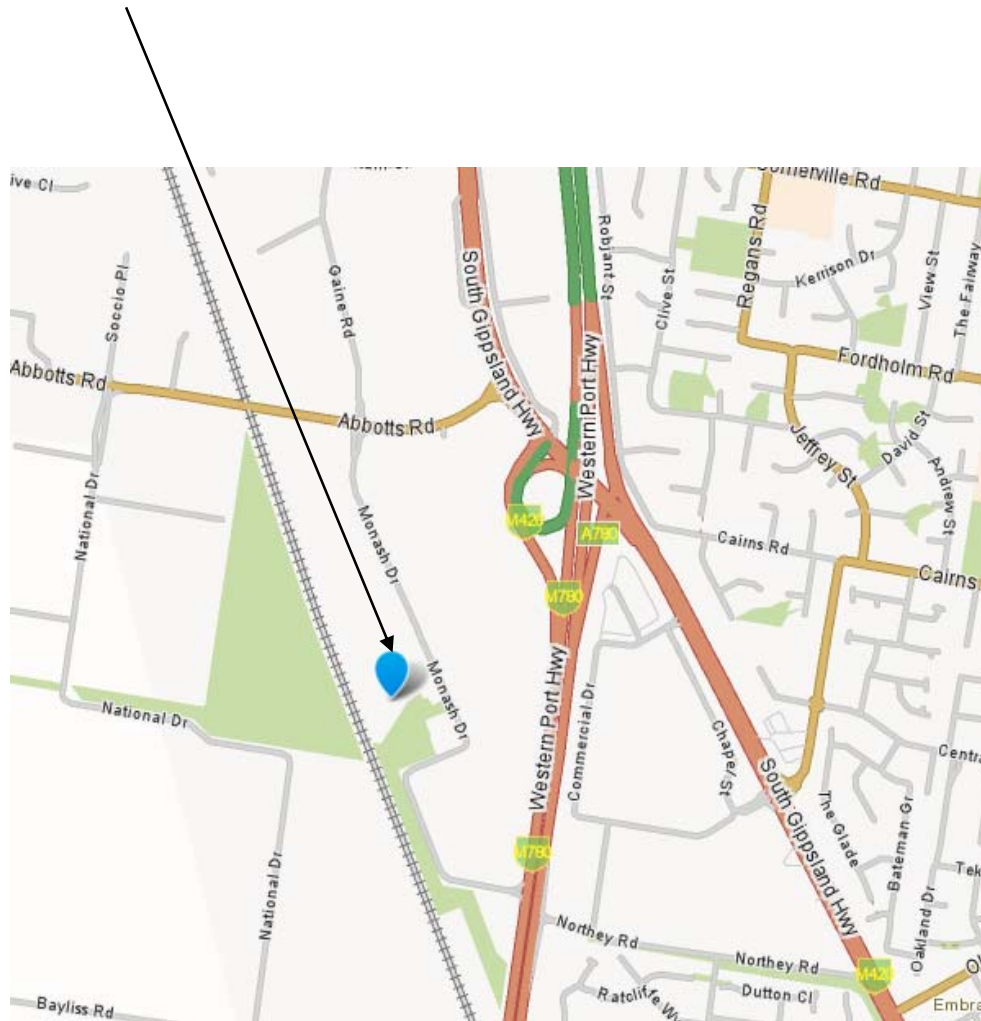 ive Cl
Somerville Rd
Robjant St
Regans Rd
Kerrison Dr
View St
The Fairway
Soccio Pl
Gaine Rd
South Gippsland Hwy
Clive St
Western Port Hwy
Fordholm Rd
Abbotts Rd
Abbotts Rd
Jeffrey St
David St
Andrew St
National Dr
Monash Dr
M420
A780
Cairns Rd
Cairns
M780
Monash Dr
National Dr
Western Port Hwy
Commercial Dr
Chapel St
South Gippsland Hwy
Centra
The Glade
Bateman Gr
M780
Tek
National Dr
Oakland Dr
Northey Rd
Northey Rd
M420
Ol
Bayliss Rd
Ratcliffe Wy
Dutton Cl
Embra